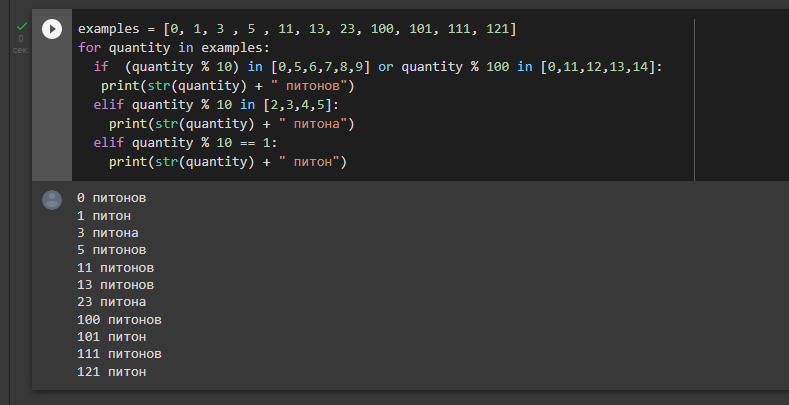 examples = [0, 1, 3 , 5 , 11, 13, 23, 100, 101, 111, 121]
for quantity in examples:
  if  (quantity % 10) in [0,5,6,7,8,9] or quantity % 100 in [0,11,12,13,14]:
   print(str(quantity) + " питонов")
  elif quantity % 10 in [2,3,4,5]:
    print(str(quantity) + " питона")
  elif quantity % 10 == 1:
    print(str(quantity) + " питон")
0
сек.
0 питонов
1 питон
3 питона
5 питонов
11 питонов
13 питонов
23 питона
100 питонов
101 питон
111 питонов
121 питон